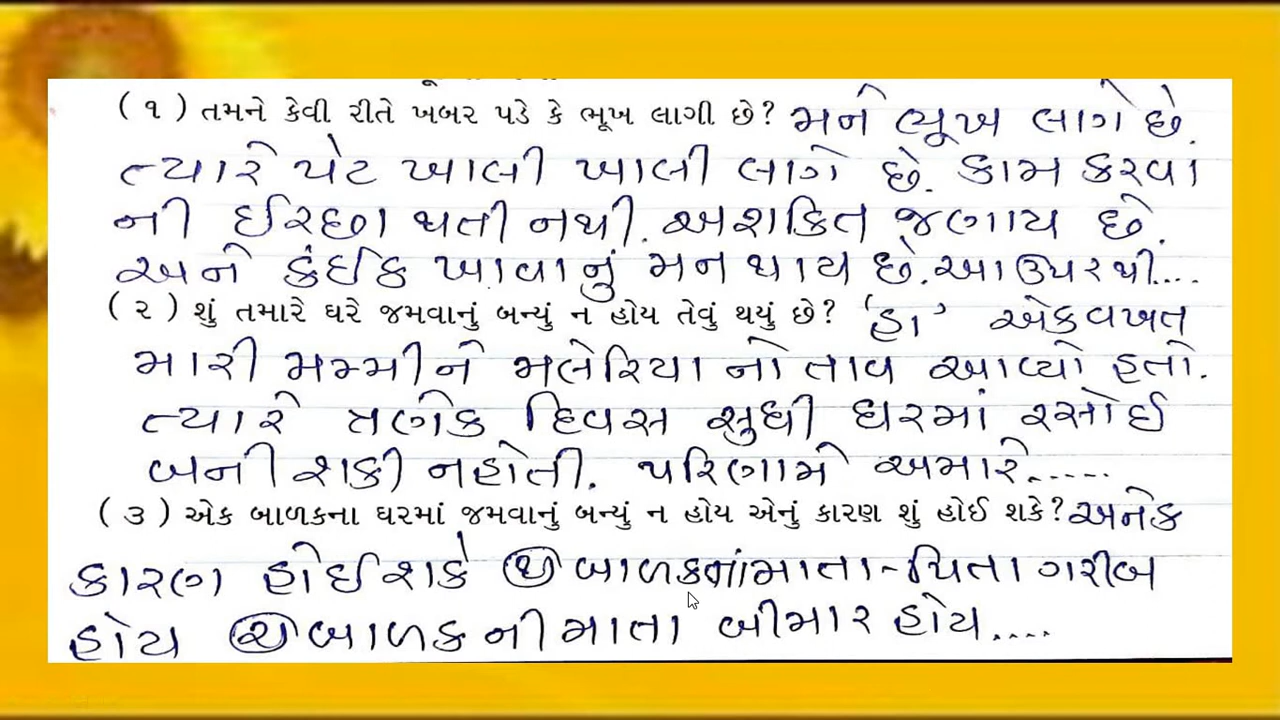 (૧) તમને કેવી રીતે ખબર પડે કે ભૂખ લાગી છે? મને ભૂખ લાગે છે.
ત્યારે પેટ ખાલી ખાલી લાગે છે. કામ કરવા
ની ઈચ્છા થતી નથી. અશકિત જણાય છે.
અને કંઈક ખાવાનું મન થાય છે. આ ઉપરથી....
(૨) શું તમારે ઘરે જમવાનું બન્યું ન હોય તેવું થયું છે? 'હા' એકવખત
મારી મમ્મીને મલેરિયા નો તાવ આવ્યો હતો.
ત્યારે ત્રણેક દિવસ સુધી ઘરમાં રસોઈ
બની શકી નહોતી. પરિણામે અમારે.....
(૩) એક બાળકના ઘરમાં જમવાનું બન્યું ન હોય એનું કારણ શું હોઈ શકે? અનેક
કારણ હોઈ શકે બાળકનાં માતા-પિતા ગરીબ
હોય બાળક ની માતા બીમાર હોય....